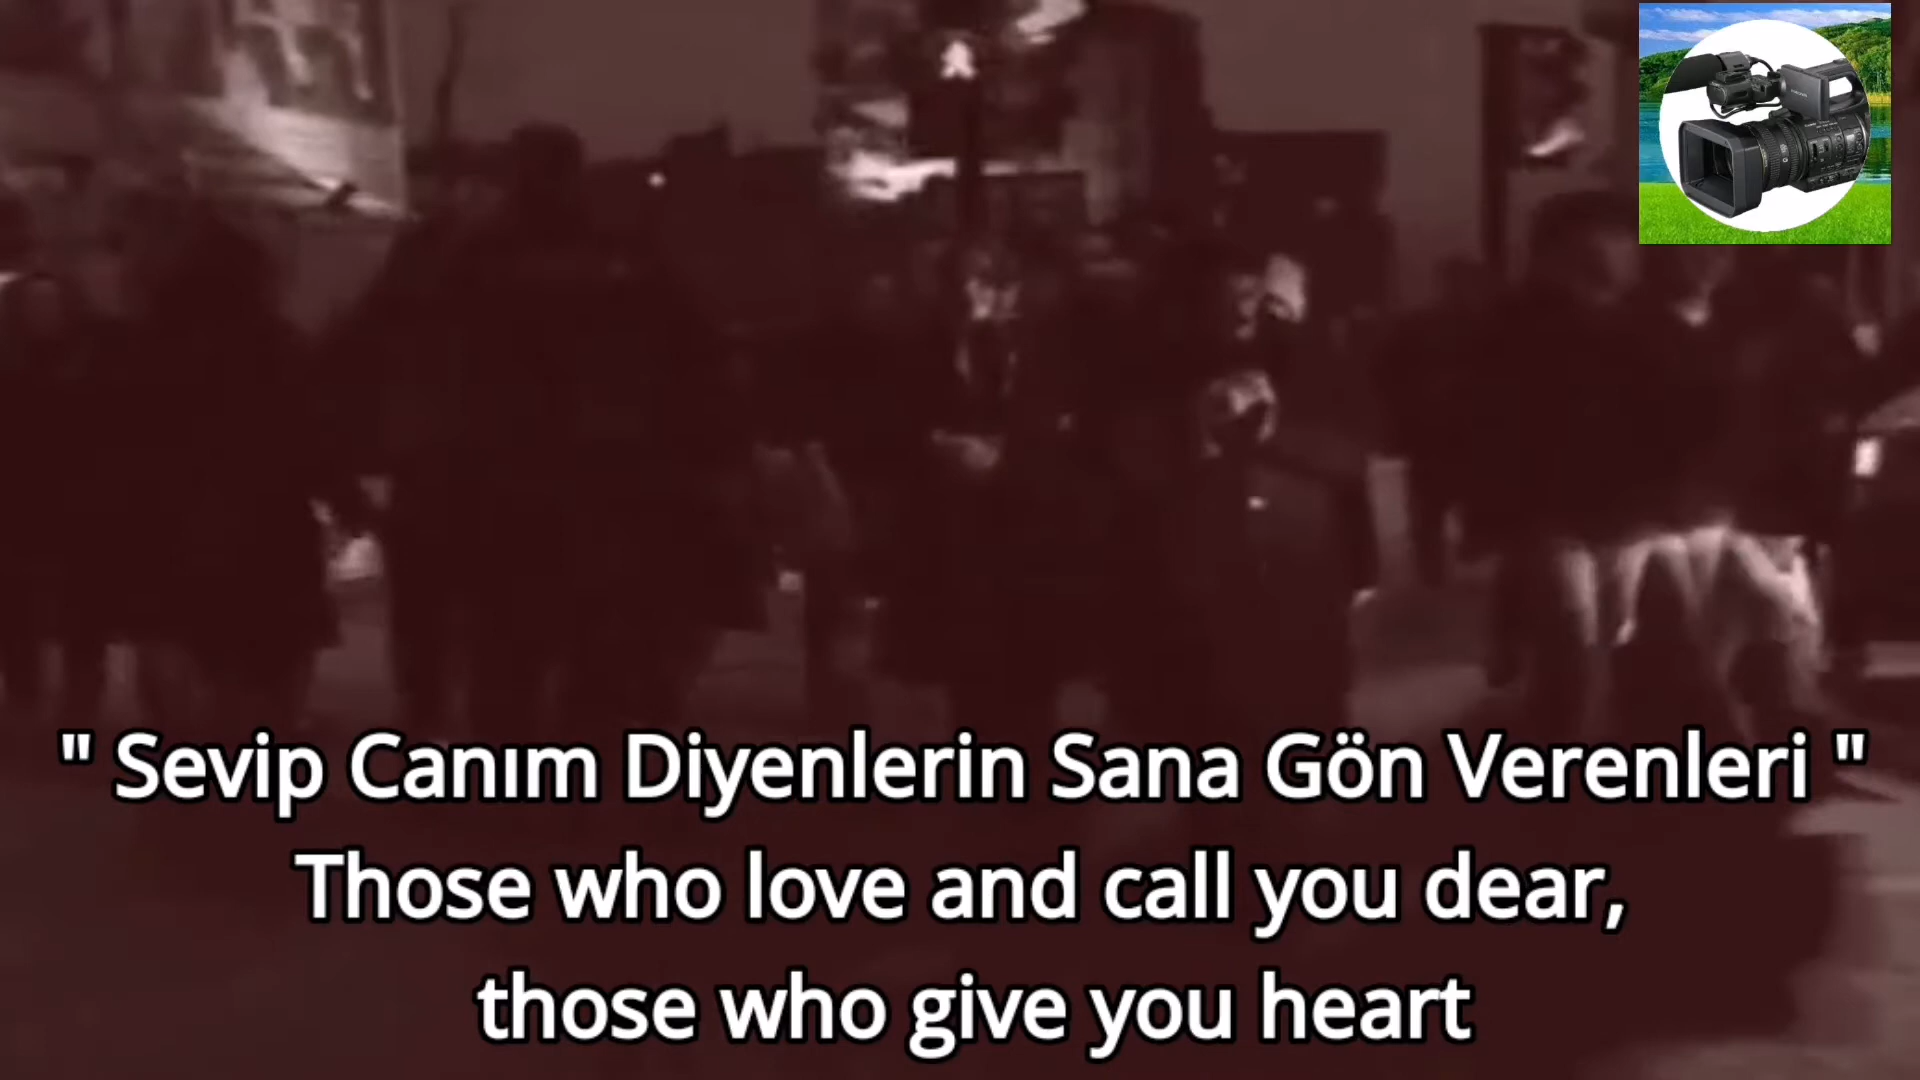 " Sevip Canım Diyenlerin Sana Gön Verenleri "
Those who love and call you dear,
those who give you heart